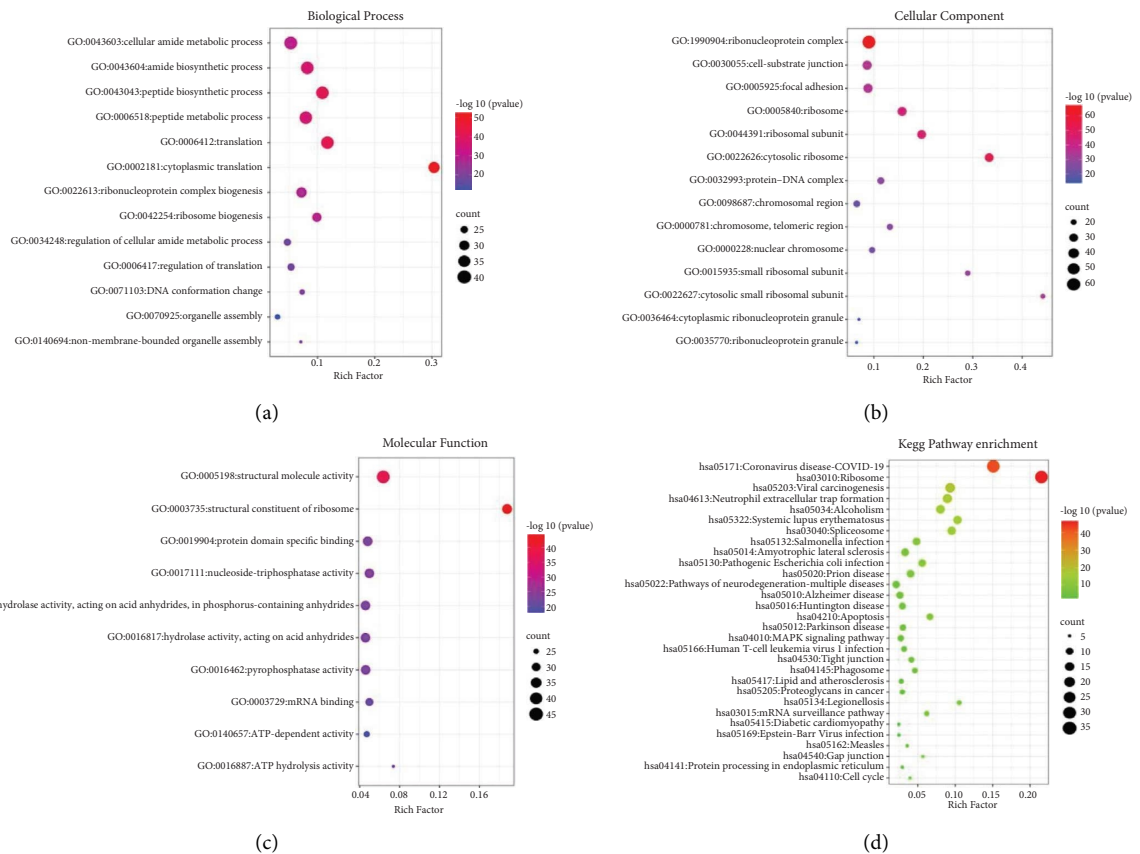 Biological Process
GO:0043603:cellular amide metabolic process
GO:0043604:amide biosynthetic process
GO:0043043:peptide biosynthetic process
GO:0006518:peptide metabolic process
GO:0006412:translation
GO:0002181:cytoplasmic translation
GO:0022613:ribonucleoprotein complex biogenesis
GO:0042254:ribosome biogenesis
GO:0034248:regulation of cellular amide metabolic process
GO:0006417:regulation of translation
GO:0071103:DNA conformation change
GO:0070925:organelle assembly
GO:0140694:non-membrane-bounded organelle assembly
0.1 0.2 0.3
Rich Factor
-log 10 (pvalue)
50
40
30
20
count
25
30
35
40
(a)
Cellular Component
GO:1990904:ribonucleoprotein complex
GO:0030055:cell-substrate junction
GO:0005925:focal adhesion
GO:0005840:ribosome
GO:0044391:ribosomal subunit
GO:0022626:cytosolic ribosome
GO:0032993:protein–DNA complex
GO:0098687:chromosomal region
GO:0000781:chromosome, telomeric region
GO:0000228:nuclear chromosome
GO:0015935:small ribosomal subunit
GO:0022627:cytosolic small ribosomal subunit
GO:0036464:cytoplasmic ribonucleoprotein granule
GO:0035770:ribonucleoprotein granule
0.1 0.2 0.3 0.4
Rich Factor
-log 10 (pvalue)
60
50
40
30
20
count
20
30
40
50
60
(b)
Molecular Function
GO:0005198:structural molecule activity
GO:0003735:structural constituent of ribosome
GO:0019904:protein domain specific binding
GO:0017111:nucleoside-triphosphatase activity
hydrolase activity, acting on acid anhydrides, in phosphorus-containing anhydrides
GO:0016817:hydrolase activity, acting on acid anhydrides
GO:0016462:pyrophosphatase activity
GO:0003729:mRNA binding
GO:0140657:ATP-dependent activity
GO:0016887:ATP hydrolysis activity
0.04 0.08 0.12 0.16
Rich Factor
-log 10 (pvalue)
40
35
30
25
20
count
25
30
35
40
45
(c)
Kegg Pathway enrichment
hsa05171:Coronavirus disease-COVID-19
hsa03010:Ribosome
hsa05203:Viral carcinogenesis
hsa04613:Neutrophil extracellular trap formation
hsa05034:Alcoholism
hsa05322:Systemic lupus erythematosus
hsa03040:Spliceosome
hsa05132:Salmonella infection
hsa05014:Amyotrophic lateral sclerosis
hsa05130:Pathogenic Escherichia coli infection
has05020:Prion disease
hsa05022:Pathways of neurodegeneration-multiple diseases
hsa05010:Alzheimer disease
hsa05016:Huntington disease
hsa04210:Apoptosis
hsa05012:Parkinson disease
hsa04010:MAPK signaling pathway
hsa05166:Human T-cell leukemia virus 1 infection
hsa04530:Tight junction
hsa04145:Phagosome
hsa05417:Lipid and atherosclerosis
hsa05205:Proteoglycans in cancer
hsa05134:Legionellosis
hsa03015:mRNA surveillance pathway
hsa05415:Diabetic cardiomyopathy
hsa05169:Epstein-Barr Virus infection
hsa05162:Measles
hsa04540:Gap junction
hsa04141:Protein processing in endoplasmic reticulum
hsa04110:Cell cycle
0.05 0.10 0.15 0.20
Rich Factor
-log 10 (pvalue)
40
30
20
10
count
5
10
15
20
25
30
35
(d)